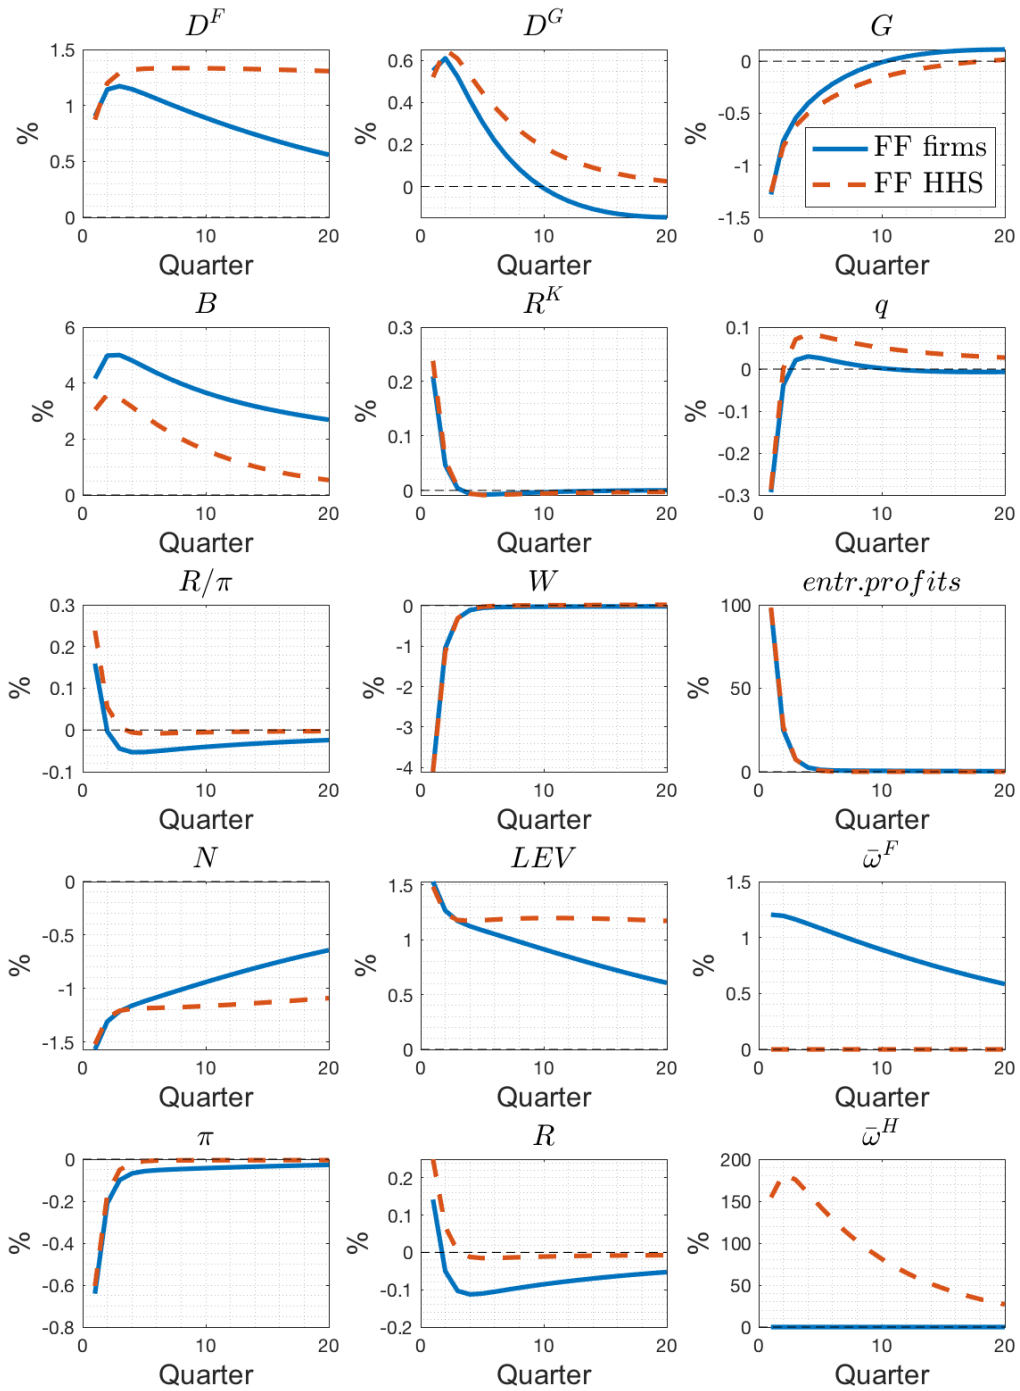 D^F D^G G
1.5 1 0.5 0 % 0 10 20 Quarter
0.6 0.4 0.2 0 % 0 10 20 Quarter
0 -0.5 -1 -1.5 % 0 10 20 Quarter
FF firms
FF HHS
B R^K q
6 4 2 0 % 0 10 20 Quarter
0.3 0.2 0.1 0 % 0 10 20 Quarter
0.1 0 -0.1 -0.2 -0.3 % 0 10 20 Quarter
R/π W entr.profits
0.3 0.2 0.1 0 -0.1 % 0 10 20 Quarter
0 -1 -2 -3 -4 % 0 10 20 Quarter
100 50 0 % 0 10 20 Quarter
N LEV ω̄^F
0 -0.5 -1 -1.5 % 0 10 20 Quarter
1.5 1 0.5 0 % 0 10 20 Quarter
1.5 1 0.5 0 % 0 10 20 Quarter
π R ω̄^H
0 -0.2 -0.4 -0.6 -0.8 % 0 10 20 Quarter
0.2 0.1 0 -0.1 -0.2 % 0 10 20 Quarter
200 150 100 50 0 % 0 10 20 Quarter